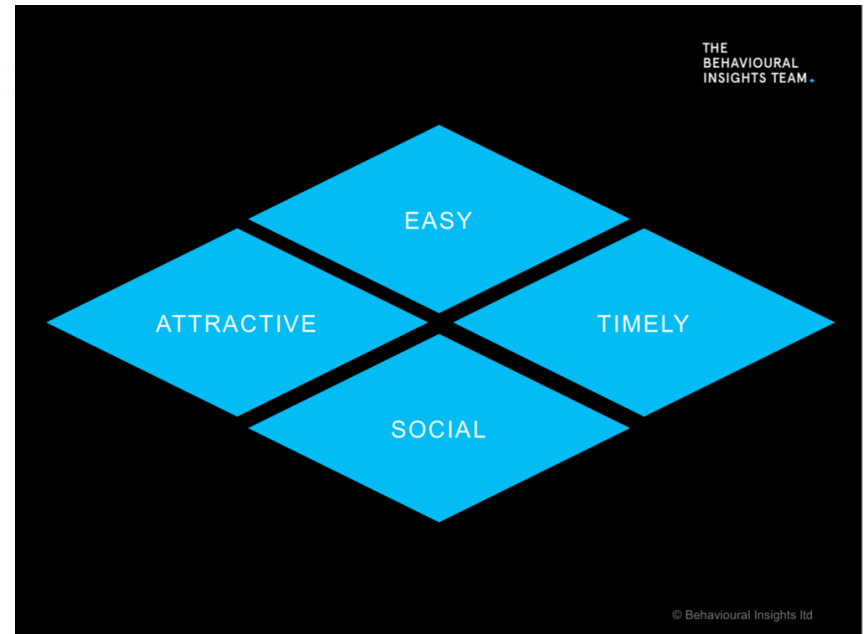 THE
BEHAVIOURAL
INSIGHTS TEAM.
EASY
ATTRACTIVE
TIMELY
SOCIAL
© Behavioural Insights ltd